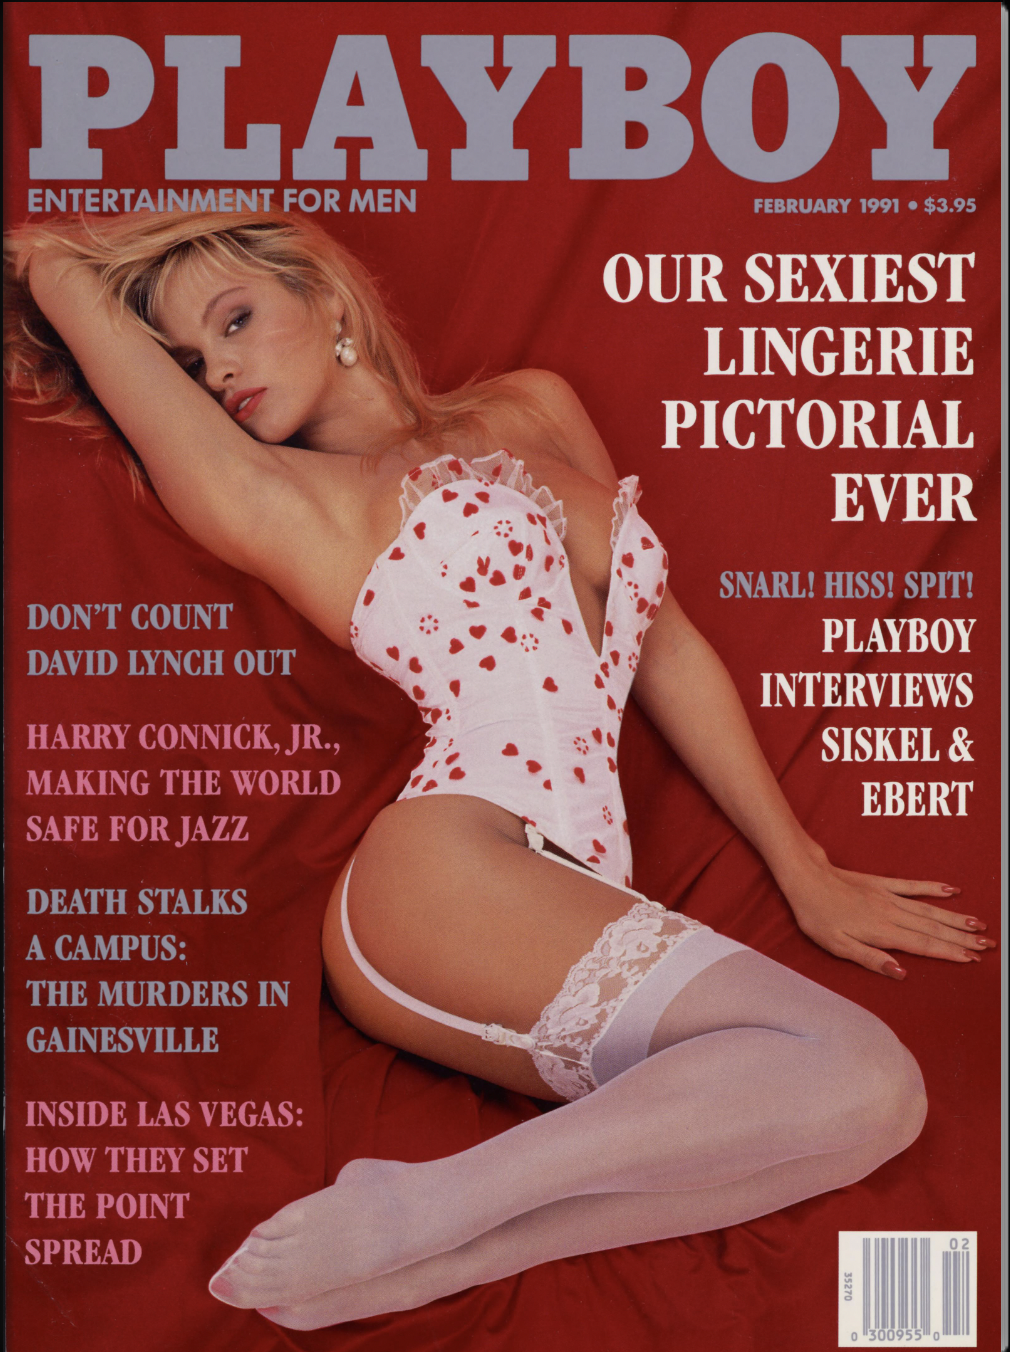 PLAYBOY
ENTERTAINMENT FOR MEN
FEBRUARY 1991 • $3.95
OUR SEXIEST
LINGERIE
PICTORIAL
EVER
SNARL! HISS! SPIT!
PLAYBOY
INTERVIEWS
SISKEL &
EBERT
DON'T COUNT
DAVID LYNCH OUT
HARRY CONNICK, JR.,
MAKING THE WORLD
SAFE FOR JAZZ
DEATH STALKS
A CAMPUS:
THE MURDERS IN
GAINESVILLE
INSIDE LAS VEGAS:
HOW THEY SET
THE POINT
SPREAD
02
35270
0 300955 0